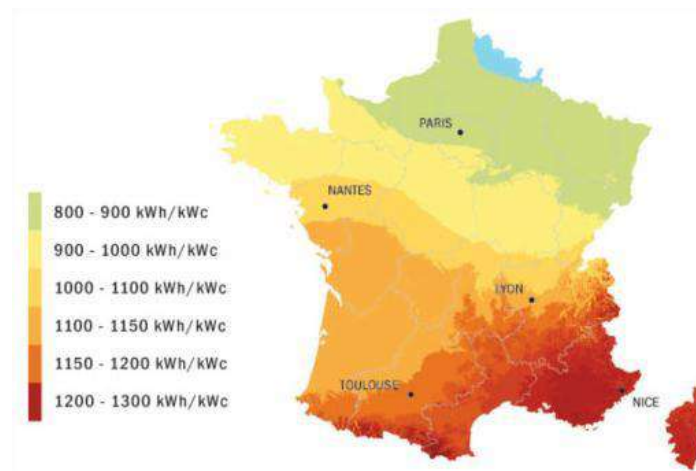 PARIS
NANTES
800 - 900 kWh/kWc
900 - 1000 kWh/kWc
1000 - 1100 kWh/kWc
LYON
1100 - 1150 kWh/kWc
1150 - 1200 kWh/kWc
TOULOUSE
1200 - 1300 kWh/kWc
NICE